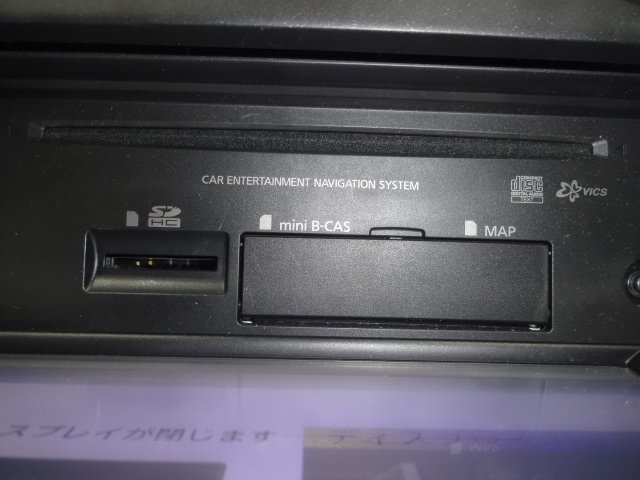 CAR ENTERTAINMENT NAVIGATION SYSTEM
COMPACT
disc
DIGITAL AUDIO
TEXT
VICS
SD
HC
mini B-CAS
MAP
スプレイが閉じます